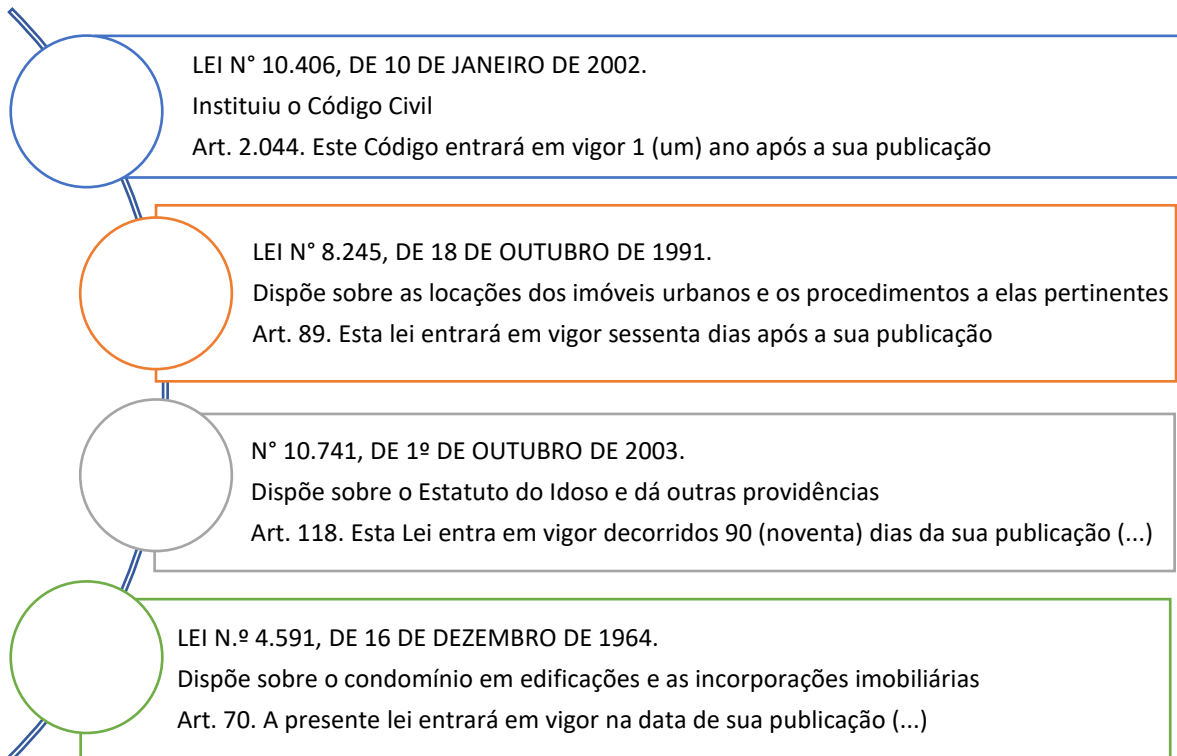 LEI N° 10.406, DE 10 DE JANEIRO DE 2002.
Instituiu o Código Civil
Art. 2.044. Este Código entrará em vigor 1 (um) ano após a sua publicação
LEI N° 8.245, DE 18 DE OUTUBRO DE 1991.
Dispõe sobre as locações dos imóveis urbanos e os procedimentos a elas pertinentes
Art. 89. Esta lei entrará em vigor sessenta dias após a sua publicação
N° 10.741, DE 1º DE OUTUBRO DE 2003.
Dispõe sobre o Estatuto do Idoso e dá outras providências
Art. 118. Esta Lei entra em vigor decorridos 90 (noventa) dias da sua publicação (...)
LEI N.º 4.591, DE 16 DE DEZEMBRO DE 1964.
Dispõe sobre o condomínio em edificações e as incorporações imobiliárias
Art. 70. A presente lei entrará em vigor na data de sua publicação (...)